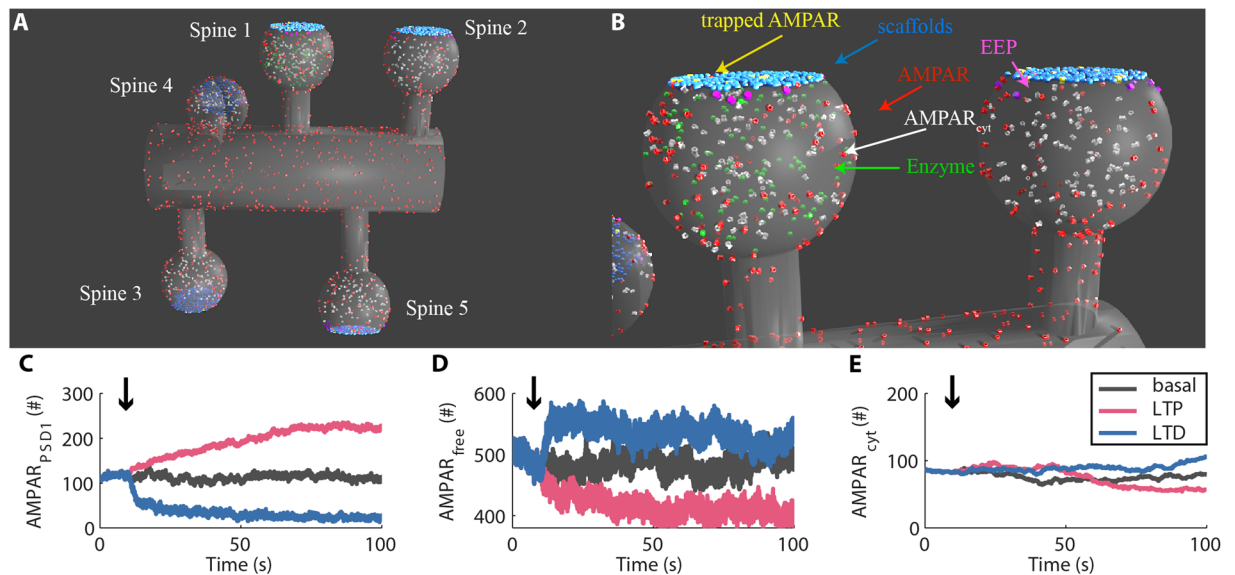 A
Spine 1
Spine 2
Spine 4
Spine 3
Spine 5
B
trapped AMPAR
scaffolds
EEP
AMPAR
AMPARcyt
Enzyme
C
AMPARPSD1 (#)
300
200
100
0
0 50 100
Time (s)
D
AMPARfree (#)
600
500
400
0 50 100
Time (s)
E
AMPARcyt (#)
200
100
0
0 50 100
Time (s)
basal
LTP
LTD